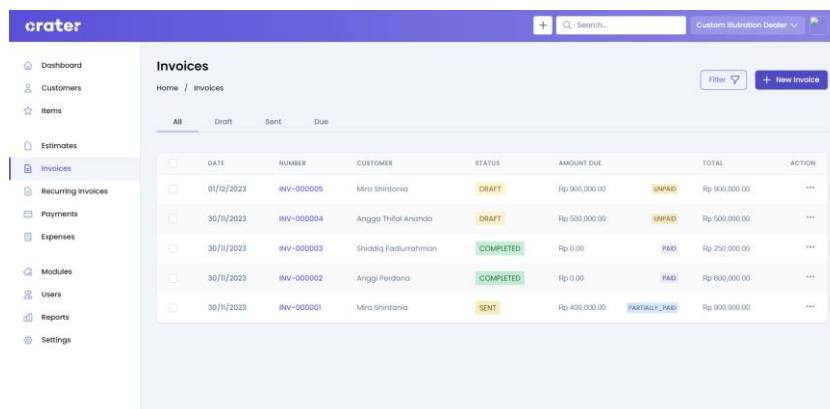 crater
+ Search... Custom Illutration Dealer
Dashboard
Customers
Items
Estimates
Invoices
Recurring Invoices
Payments
Expenses
Modules
Users
Reports
Settings
Invoices
Home / Invoices
Filter
+ New Invoice
All Draft Sent Due
DATE NUMBER CUSTOMER STATUS AMOUNT DUE TOTAL ACTION
01/12/2023 INV-000005 Mira Shintania DRAFT Rp 900,000.00 UNPAID Rp 900,000.00 ...
30/11/2023 INV-000004 Angga Thifal Ananda DRAFT Rp 500,000.00 UNPAID Rp 500,000.00 ...
30/11/2023 INV-000003 Shiddiq Fadlurrahman COMPLETED Rp 0.00 PAID Rp 250,000.00 ...
30/11/2023 INV-000002 Anggi Perdana COMPLETED Rp 0.00 PAID Rp 600,000.00 ...
30/11/2023 INV-000001 Mira Shintania SENT Rp 400,000.00 PARTIALLY_PAID Rp 900,000.00 ...